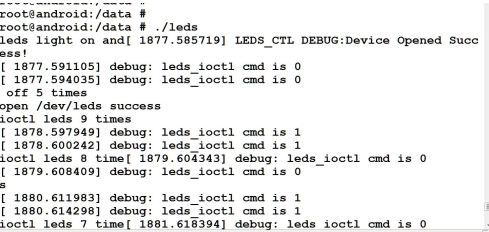 root@android:/data #
root@android:/data # ./leds
leds light on and[ 1877.585719] LEDS_CTL DEBUG:Device Opened Succ
ess!
[ 1877.591105] debug: leds_ioctl cmd is 0
[ 1877.594035] debug: leds_ioctl cmd is 0
 off 5 times
open /dev/leds success
ioctl leds 9 times
[ 1878.597949] debug: leds_ioctl cmd is 1
[ 1878.600242] debug: leds_ioctl cmd is 1
ioctl leds 8 time[ 1879.604343] debug: leds_ioctl cmd is 0
[ 1879.608409] debug: leds_ioctl cmd is 0
s
[ 1880.611983] debug: leds_ioctl cmd is 1
[ 1880.614298] debug: leds_ioctl cmd is 1
ioctl leds 7 time[ 1881.618394] debug: leds ioctl cmd is 0